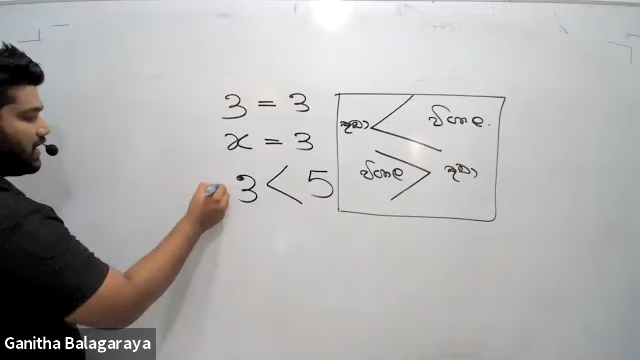 3 = 3
x = 3
3 < 5
කුඩා < විශාල.
විශාල > කුඩා
Ganitha Balagaraya